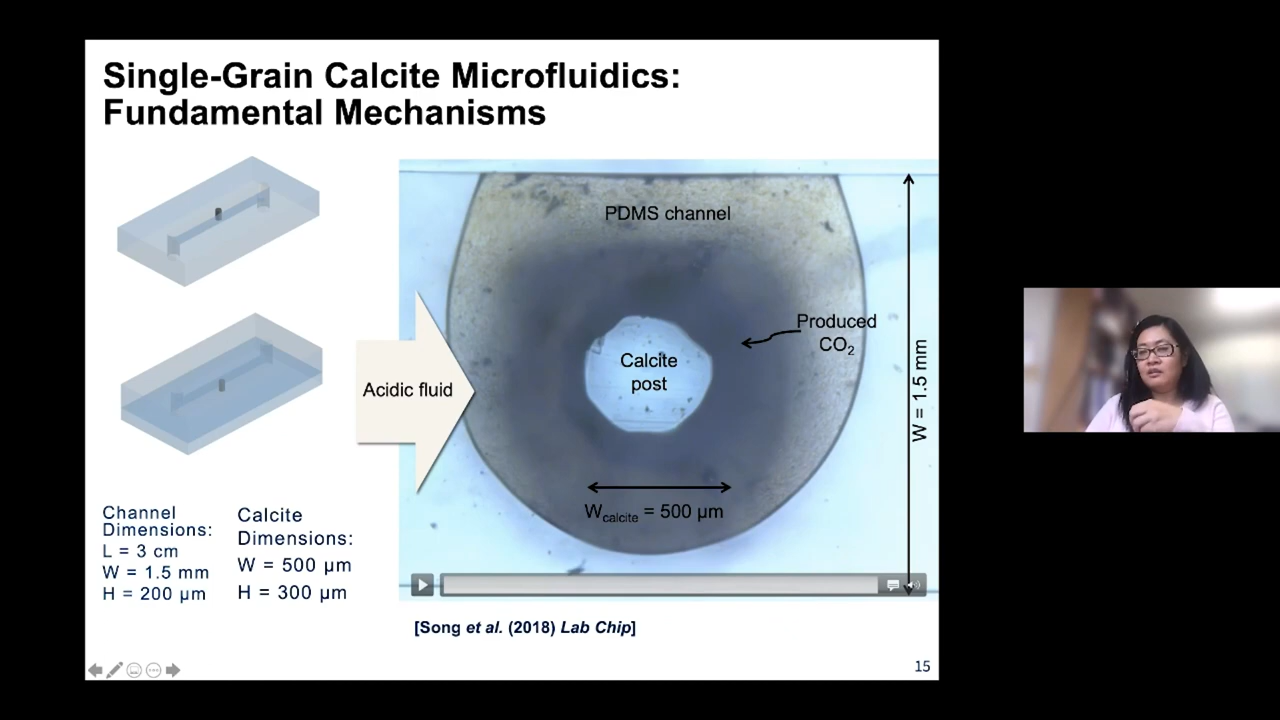 Single-Grain Calcite Microfluidics:
Fundamental Mechanisms
PDMS channel
Produced
CO₂
Calcite
post
Acidic fluid
W = 1.5 mm
Wcalcite = 500 μm
Channel
Dimensions:
L = 3 cm
W = 1.5 mm
H = 200 μm
Calcite
Dimensions:
W = 500 μm
H = 300 μm
[Song et al. (2018) Lab Chip]
15